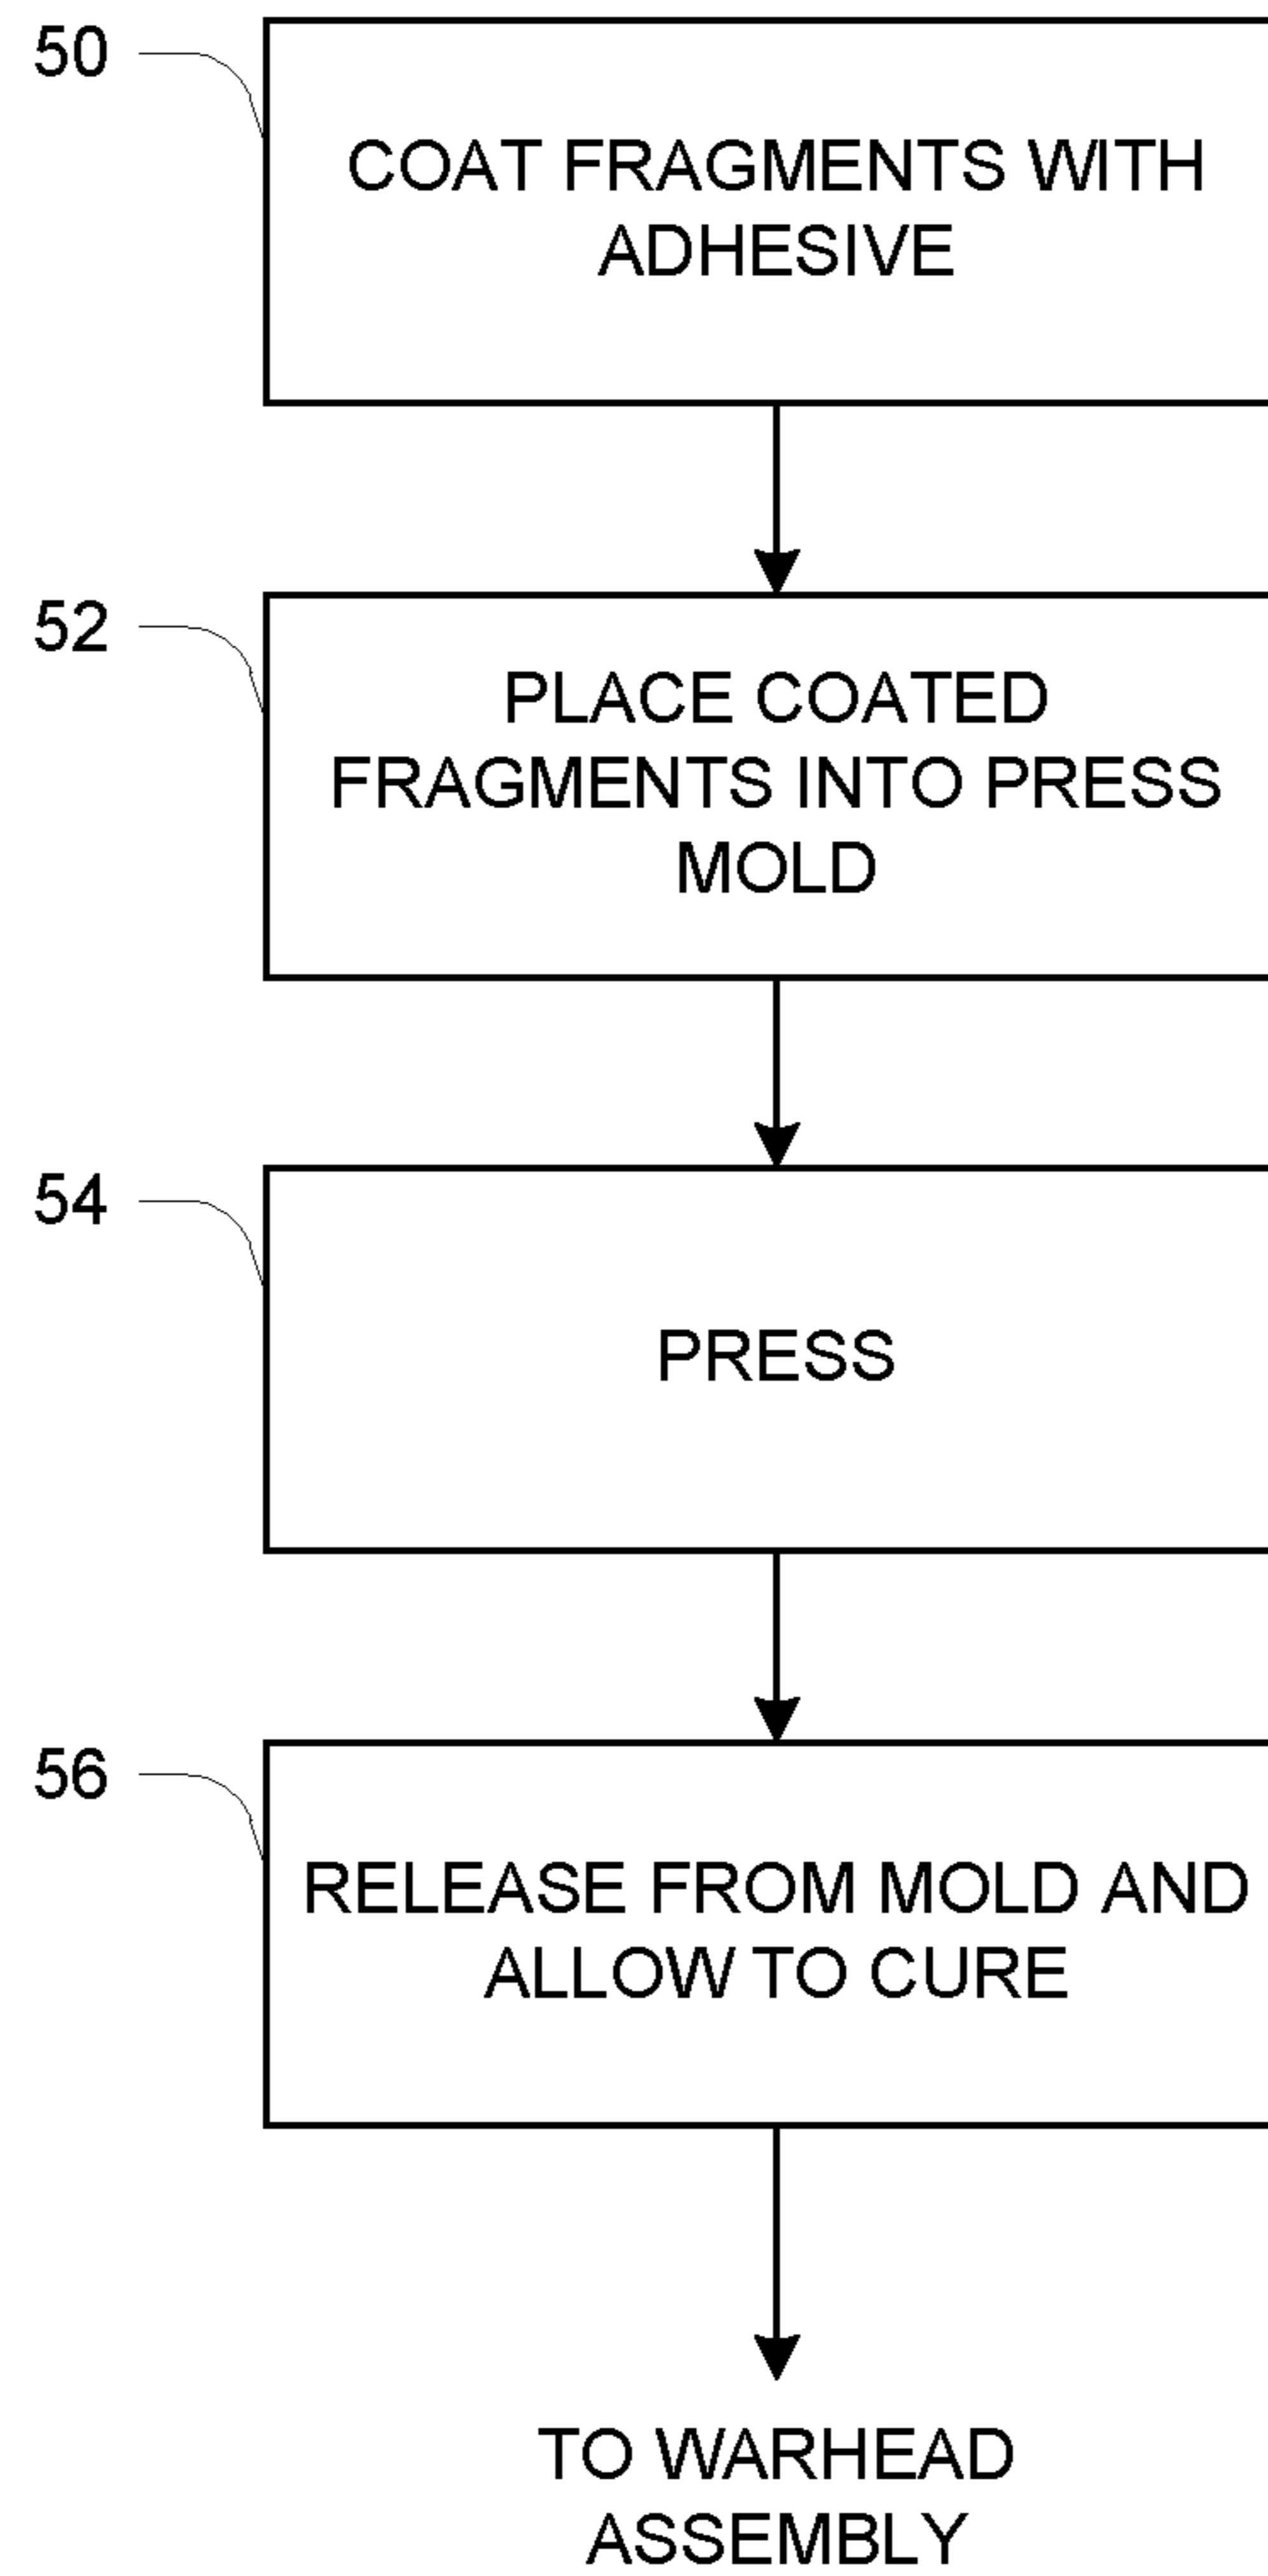 50
COAT FRAGMENTS WITH
ADHESIVE
52
PLACE COATED
FRAGMENTS INTO PRESS
MOLD
54
PRESS
56
RELEASE FROM MOLD AND
ALLOW TO CURE
TO WARHEAD
ASSEMBLY